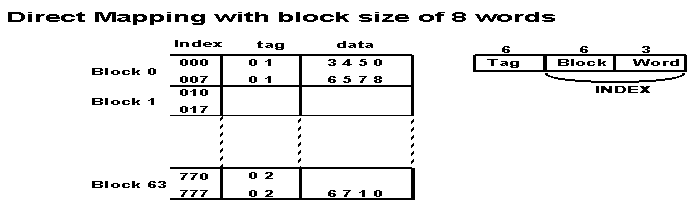 Direct Mapping with block size of 8 words
Index tag data
Block 0 000 0 1 3 4 5 0
007 0 1 6 5 7 8
Block 1 010
017
Block 63 770 0 2
777 0 2 6 7 1 0
6 6 3
Tag Block Word
INDEX